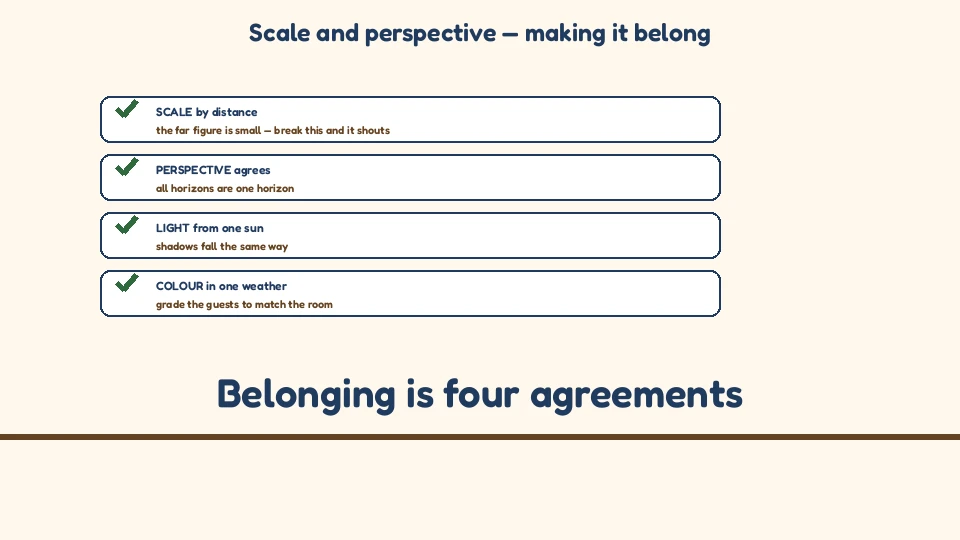 Scale and perspective — making it belong
SCALE by distance
the far figure is small — break this and it shouts
PERSPECTIVE agrees
all horizons are one horizon
LIGHT from one sun
shadows fall the same way
COLOUR in one weather
grade the guests to match the room
Belonging is four agreements